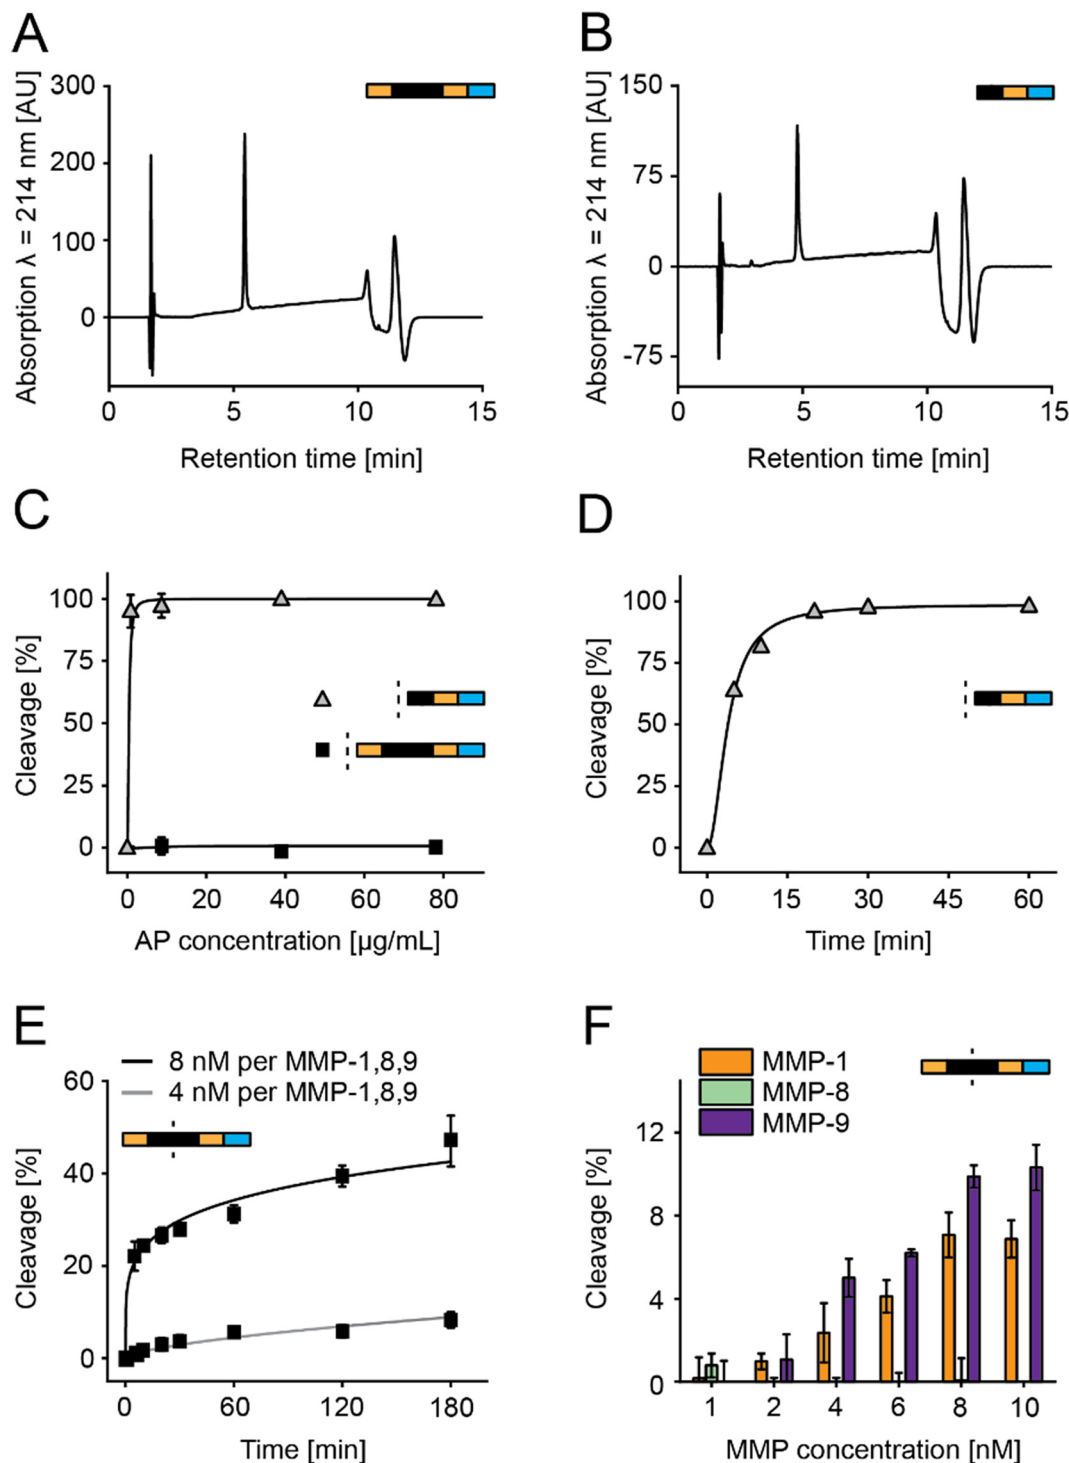 A
Absorption λ = 214 nm [AU]
300
200
100
0
0 5 10 15
Retention time [min]
B
Absorption λ = 214 nm [AU]
150
75
0
-75
0 5 10 15
Retention time [min]
C
Cleavage [%]
100
75
50
25
0
0 20 40 60 80
AP concentration [µg/mL]
D
Cleavage [%]
100
75
50
25
0
0 15 30 45 60
Time [min]
E
8 nM per MMP-1,8,9
4 nM per MMP-1,8,9
Cleavage [%]
60
40
20
0
0 60 120 180
Time [min]
F
MMP-1
MMP-8
MMP-9
Cleavage [%]
12
8
4
0
1 2 4 6 8 10
MMP concentration [nM]